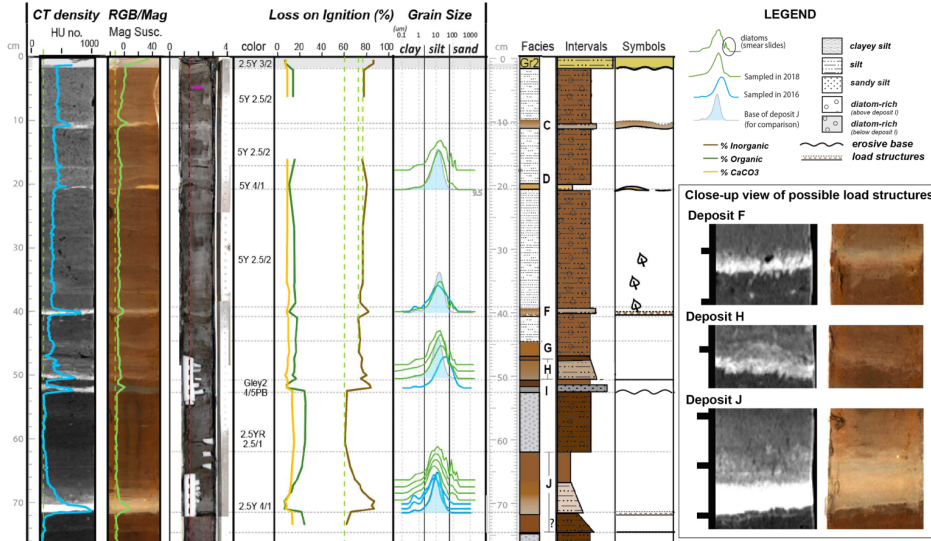 CT density
RGB/Mag
Loss on Ignition (%)
Grain Size
HU no.
Mag Susc.
cm
0
1000
0
40
0
2
4
color
0
20
40
60
80
100
(um)
0.1
1
10
100
1000
clay
silt
sand
cm
Facies
Intervals
Symbols
0
10
20
30
40
50
60
70
2.5Y 3/2
5Y 2.5/2
5Y 2.5/2
5Y 4/1
5Y 2.5/2
Gley2
4/5PB
2.5YR
2.5/1
2.5Y 4/1
9.5
0
10
20
30
40
50
60
70
Gr2
C
D
F
G
H
I
J
?
LEGEND
diatoms
(smear slides)
Sampled in 2018
Sampled in 2016
Base of deposit J
(for comparison)
% Inorganic
% Organic
% CaCO3
clayey silt
silt
sandy silt
diatom-rich
(above deposit I)
diatom-rich
(below deposit I)
erosive base
load structures
Close-up view of possible load structures
Deposit F
Deposit H
Deposit J